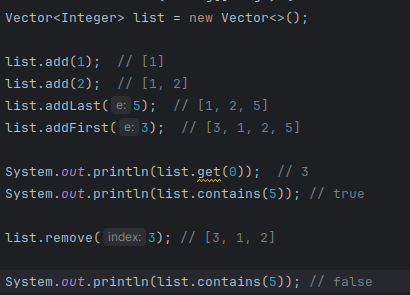 Vector<Integer> list = new Vector<>();
list.add(1);  // [1]
list.add(2);  // [1, 2]
list.addLast( e: 5);  // [1, 2, 5]
list.addFirst( e: 3);  // [3, 1, 2, 5]
System.out.println(list.get(0));  // 3
System.out.println(list.contains(5)); // true
list.remove( index: 3); // [3, 1, 2]
System.out.println(list.contains(5)); // false